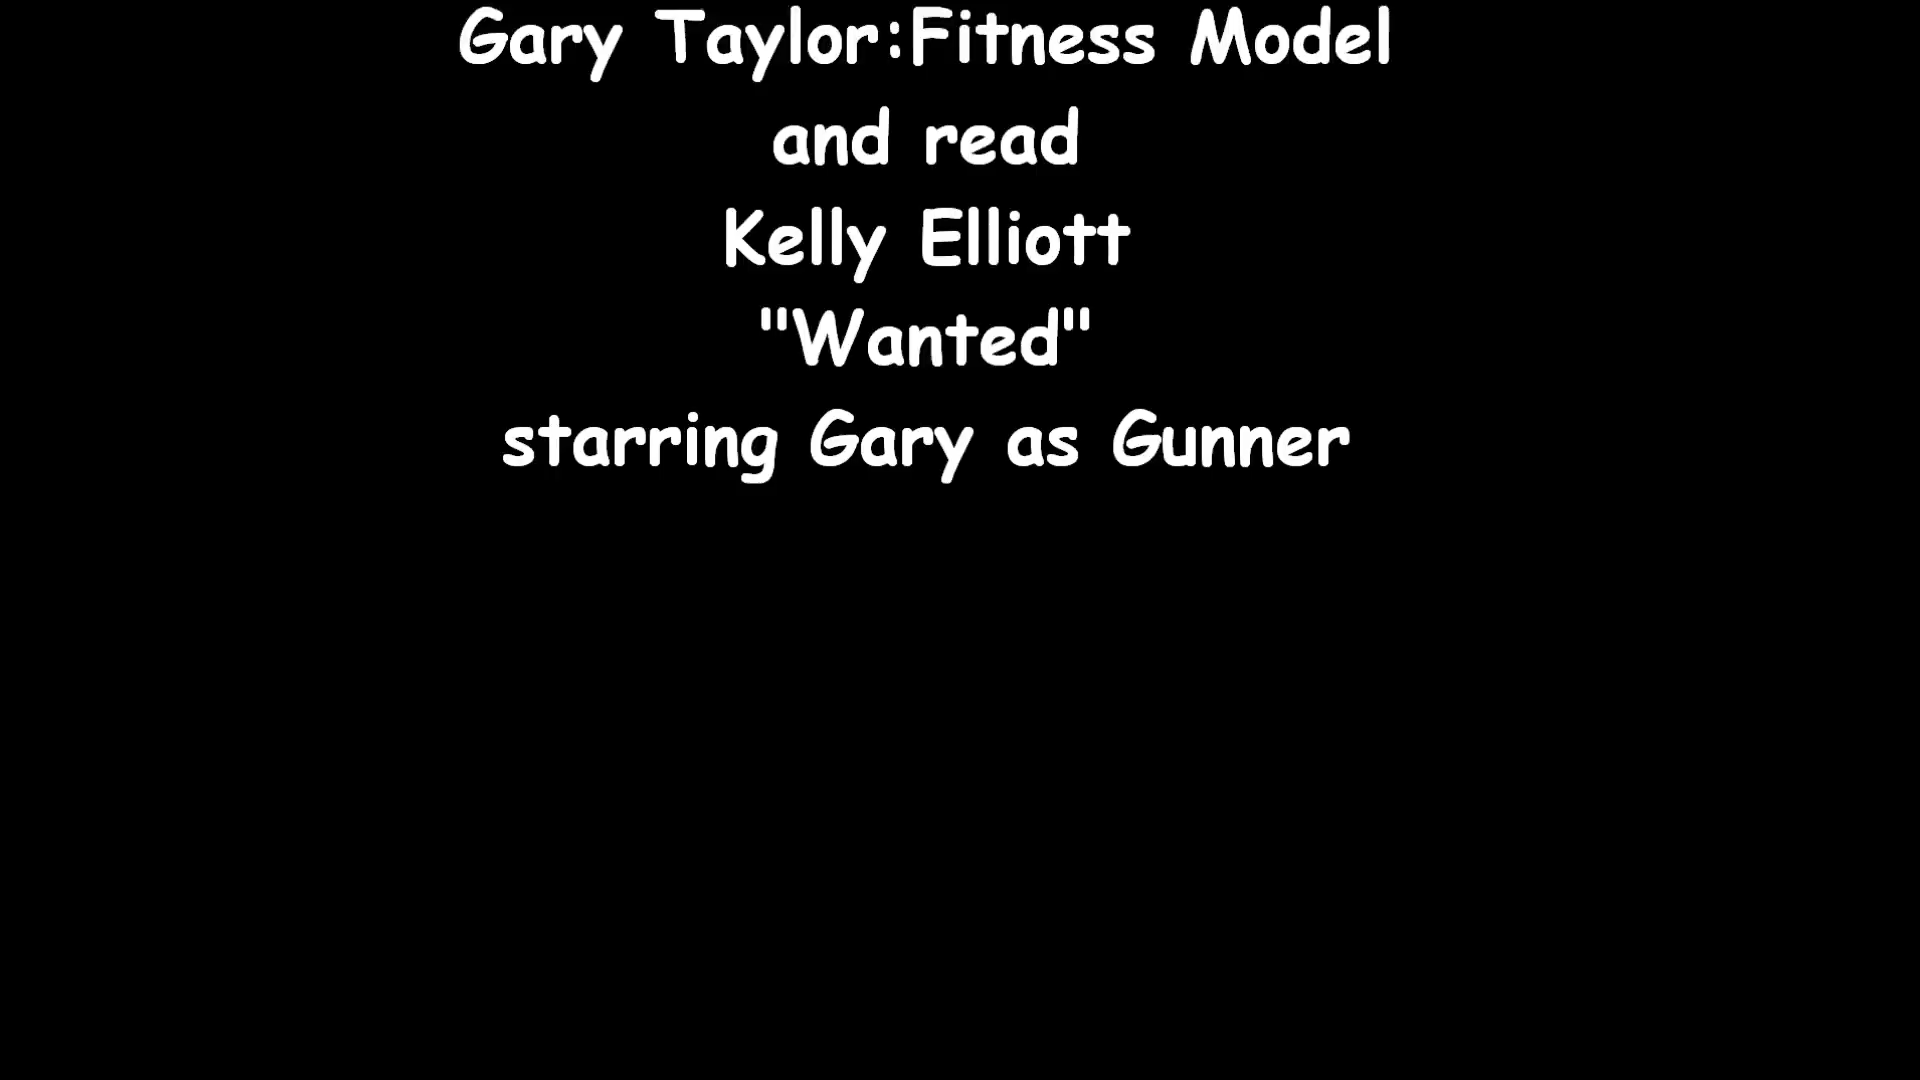 Gary Taylor:Fitness Model
and read
Kelly Elliott
"Wanted"
starring Gary as Gunner